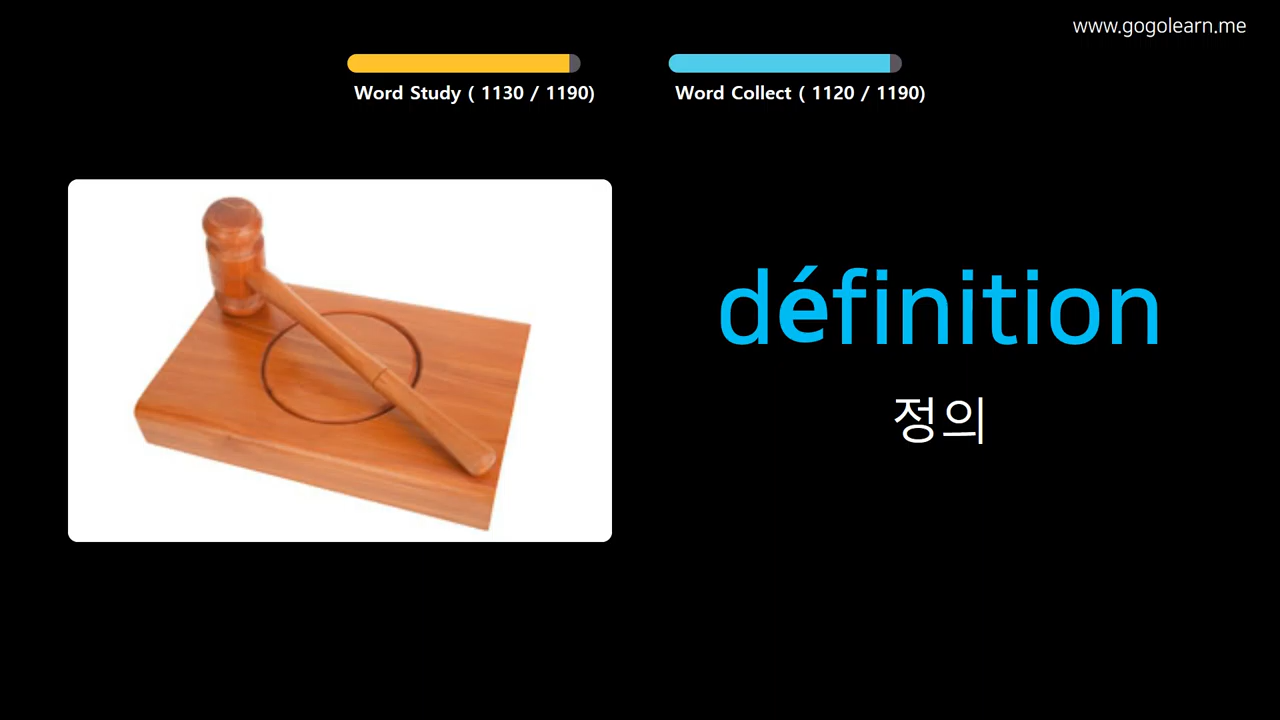 www.gogolearn.me
Word Study ( 1130 / 1190)
Word Collect ( 1120 / 1190)
définition
정의